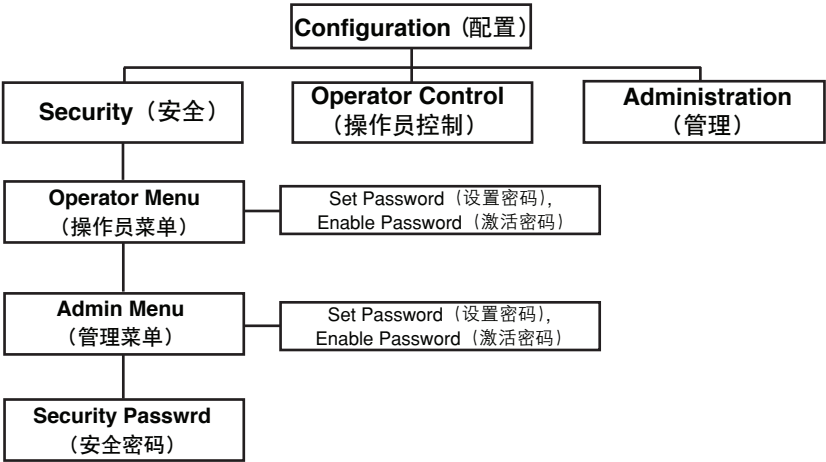 Configuration（配置）
Security（安全）
Operator Control
（操作员控制）
Administration
（管理）
Operator Menu
（操作员菜单）
Set Password（设置密码），
Enable Password（激活密码）
Admin Menu
（管理菜单）
Set Password（设置密码），
Enable Password（激活密码）
Security Passwrd
（安全密码）